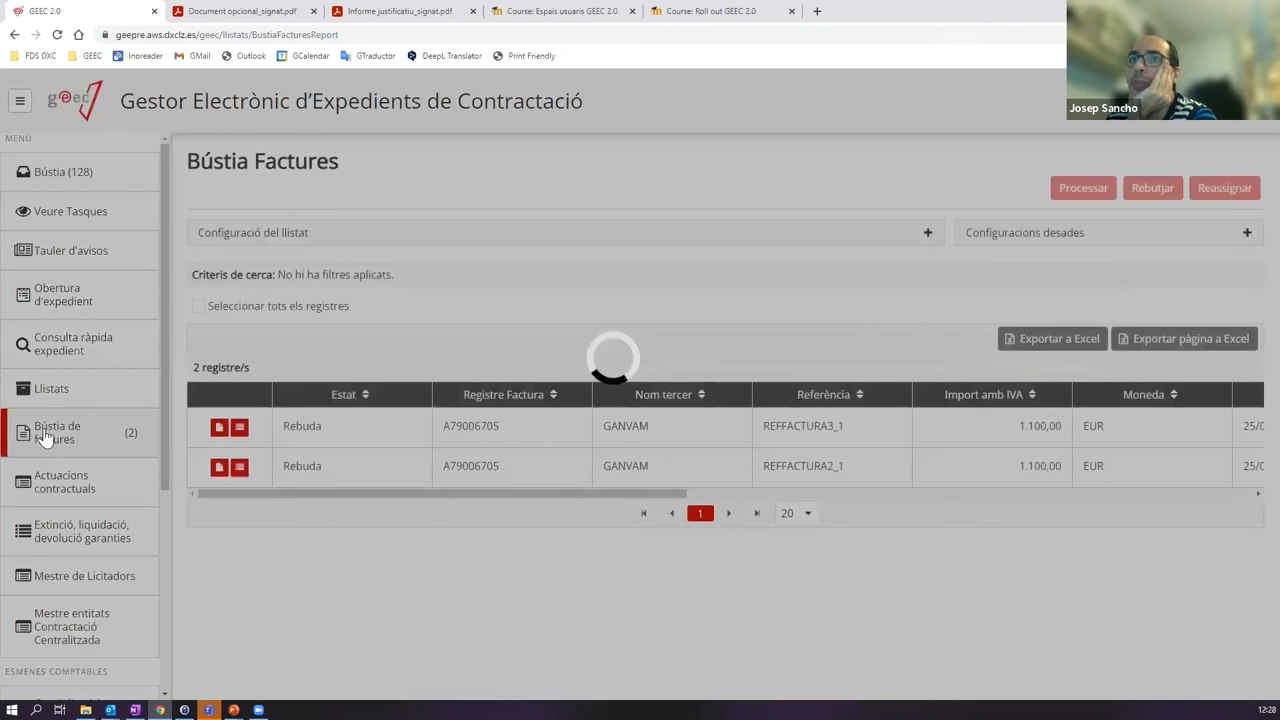 GEEC 2.0
Document opcional_signat.pdf
Informe justificatiu_signat.pdf
Course: Espais usuaris GEEC 2.0
Course: Roll out GEEC 2.0
geepre.aws.dxclz.es/geec/llistats/BustiaFacturesReport
FDS DXC
GEEC
Inoreader
GMail
Outlook
GCalendar
GTraductor
DeepL Translator
Print Friendly
Josep Sancho
geec
Gestor Electrònic d'Expedients de Contractació
MENÚ
Bústia (128)
Veure Tasques
Tauler d'avisos
Obertura
d'expedient
Consulta ràpida
expedient
Llistats
Bústia de
factures
(2)
Actuacions
contractuals
Extinció, liquidació,
devolució garanties
Mestre de Licitadors
Mestre entitats
Contractació
Centralitzada
ESMENES COMPTABLES
Bústia Factures
Processar
Rebutjar
Reassignar
Configuració del llistat
Configuracions desades
Criteris de cerca: No hi ha filtres aplicats.
Seleccionar tots els registres
Exportar a Excel
Exportar pàgina a Excel
2 registre/s
Estat Registre Factura Nom tercer Referència Import amb IVA Moneda
Rebuda A79006705 GANVAM REFFACTURA3_1 1.100,00 EUR 25/0
Rebuda A79006705 GANVAM REFFACTURA2_1 1.100,00 EUR 25/0
1
20
12:28